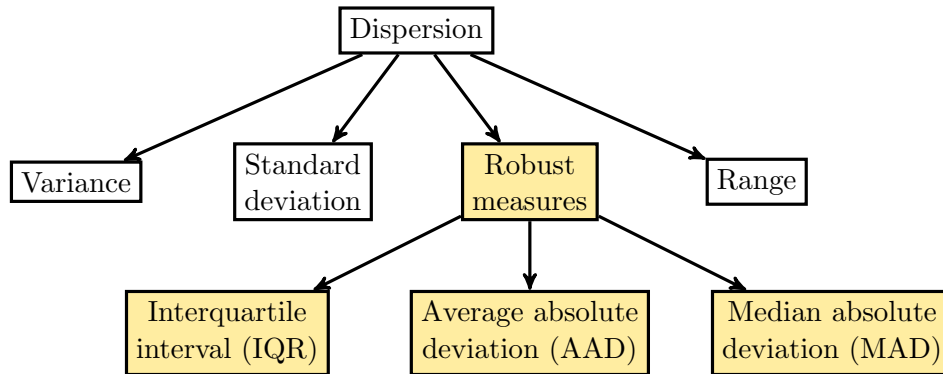 Dispersion
Variance
Standard
deviation
Robust
measures
Range
Interquartile
interval (IQR)
Average absolute
deviation (AAD)
Median absolute
deviation (MAD)